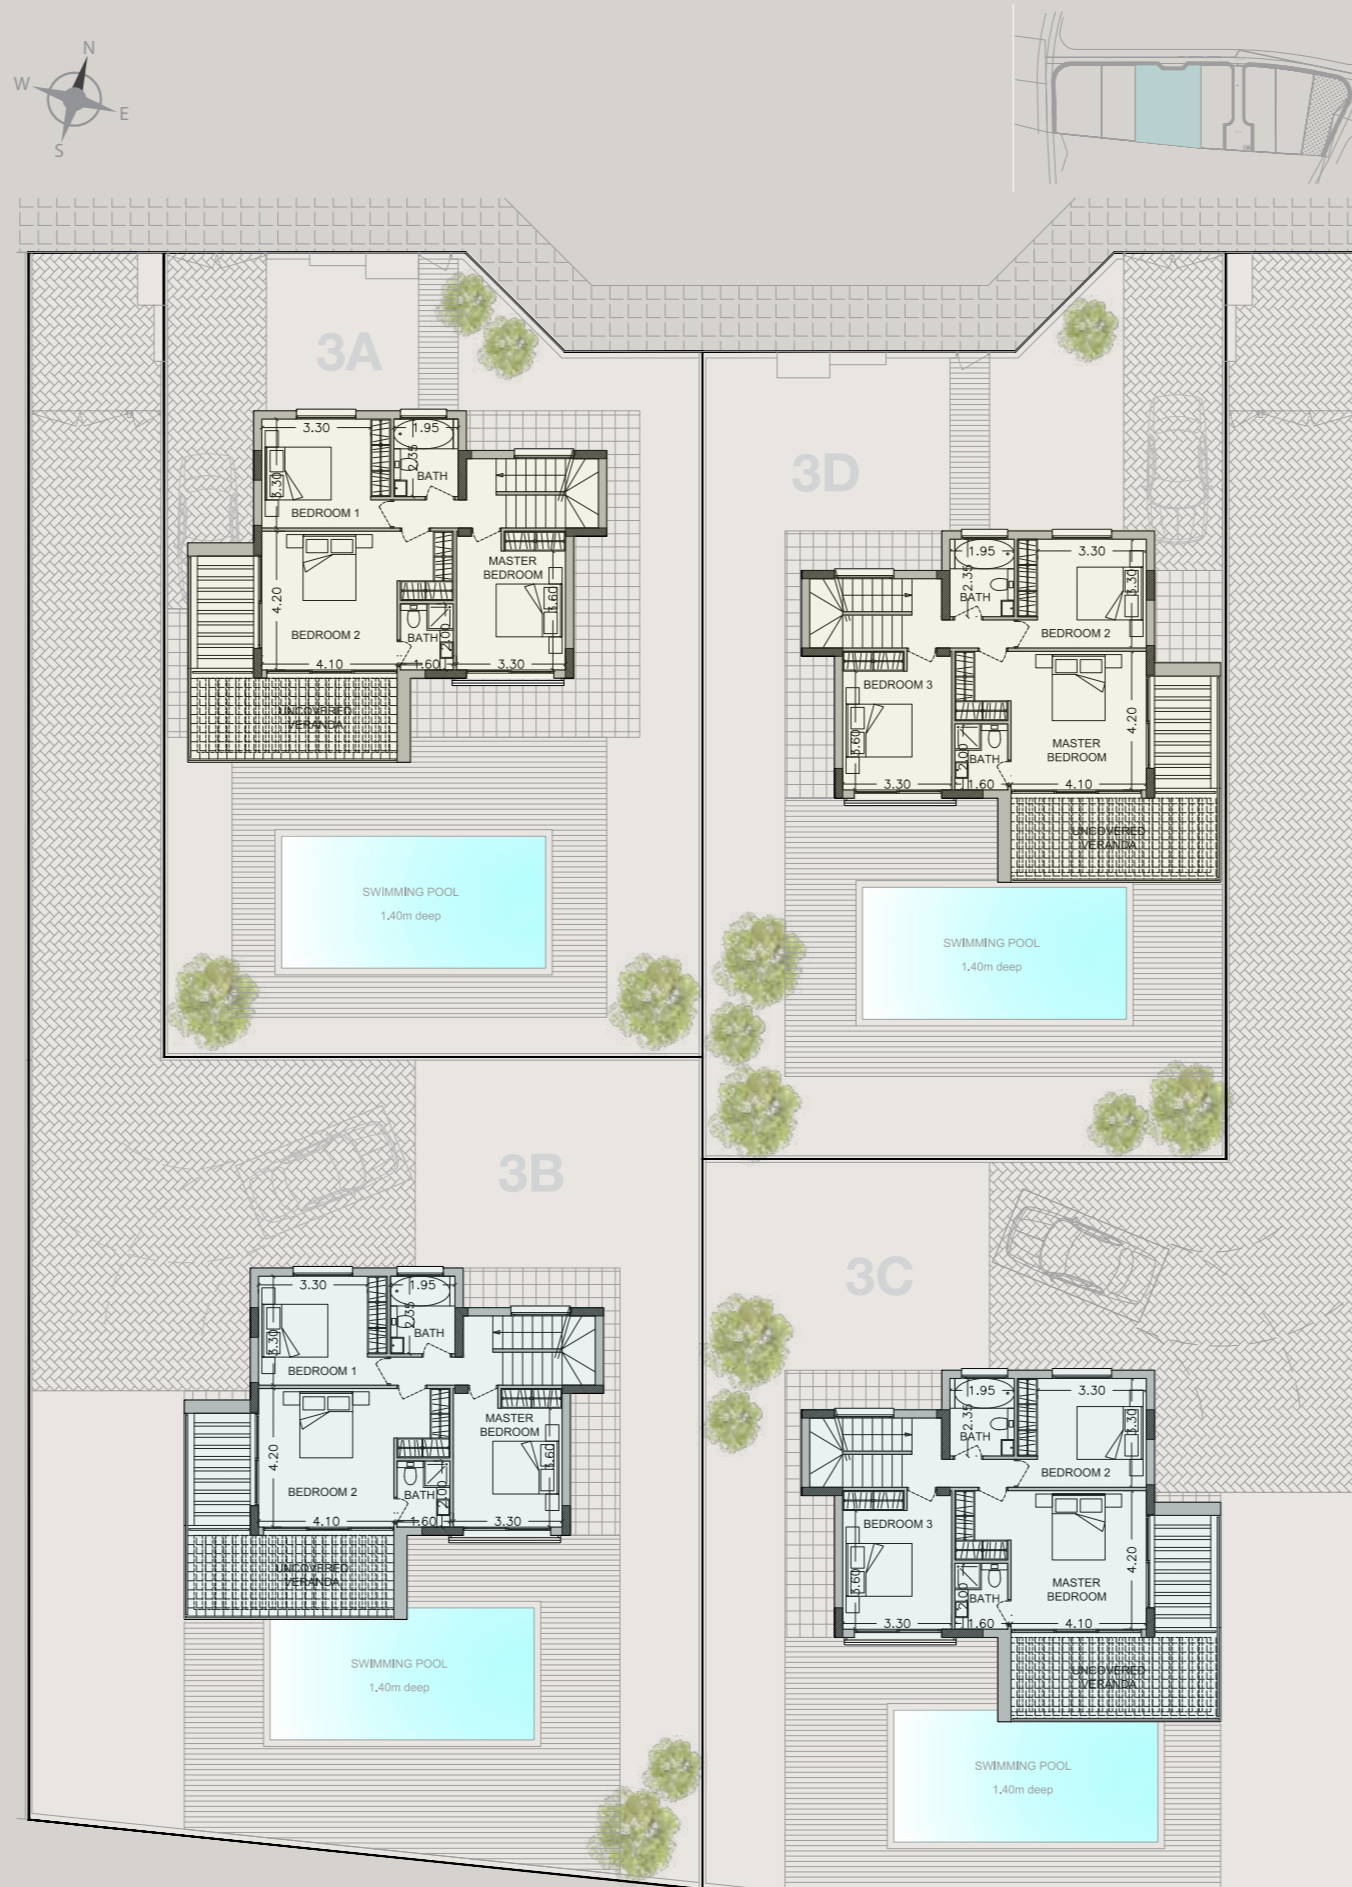 N
W
E
S
3A
3.30
1.95
2.35
BATH
3.30
BEDROOM 1
MASTER
BEDROOM
4.20
3.60
BEDROOM 2
BATH
2.00
4.10
1.60
3.30
UNCOVERED
VERANDA
SWIMMING POOL
1.40m deep
3D
1.95
3.30
2.35
3.30
BATH
BEDROOM 2
BEDROOM 3
4.20
3.60
MASTER
BEDROOM
2.00
BATH
3.30
1.60
4.10
UNCOVERED
VERANDA
SWIMMING POOL
1.40m deep
3B
3.30
1.95
2.35
BATH
3.30
BEDROOM 1
MASTER
BEDROOM
4.20
3.60
BEDROOM 2
BATH
2.00
4.10
1.60
3.30
UNCOVERED
VERANDA
SWIMMING POOL
1.40m deep
3C
1.95
3.30
2.35
3.30
BATH
BEDROOM 2
BEDROOM 3
4.20
3.60
MASTER
BEDROOM
2.00
BATH
3.30
1.60
4.10
UNCOVERED
VERANDA
SWIMMING POOL
1.40m deep